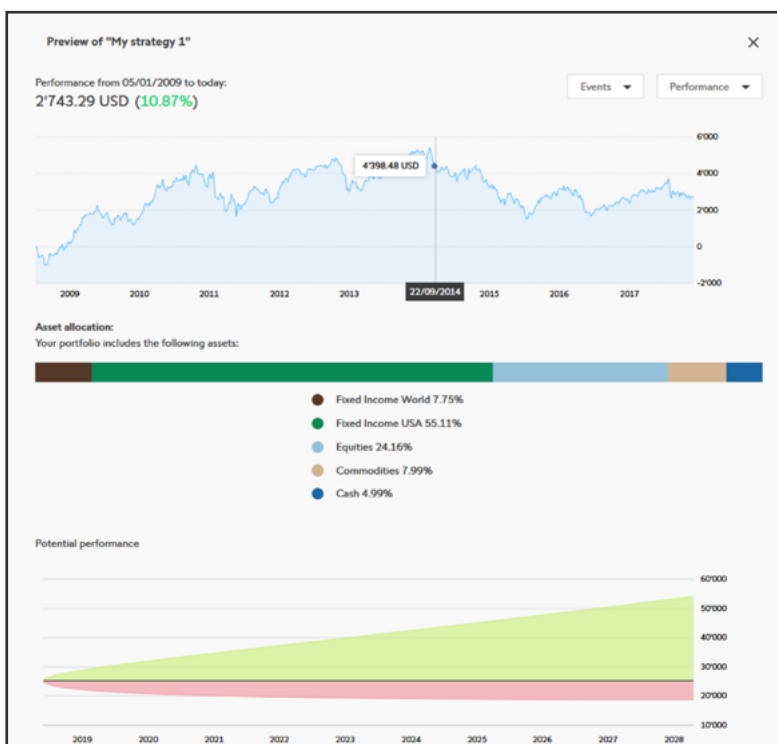 Preview of "My strategy 1"
Performance from 05/01/2009 to today:
2'743.29 USD (10.87%)
Events
Performance
6'000
4'398.48 USD
4'000
2'000
0
-2'000
2009
2010
2011
2012
2013
22/09/2014
2015
2016
2017
Asset allocation:
Your portfolio includes the following assets:
Fixed Income World 7.75%
Fixed Income USA 55.11%
Equities 24.16%
Commodities 7.99%
Cash 4.99%
Potential performance
60'000
50'000
40'000
30'000
20'000
10'000
2019
2020
2021
2022
2023
2024
2025
2026
2027
2028